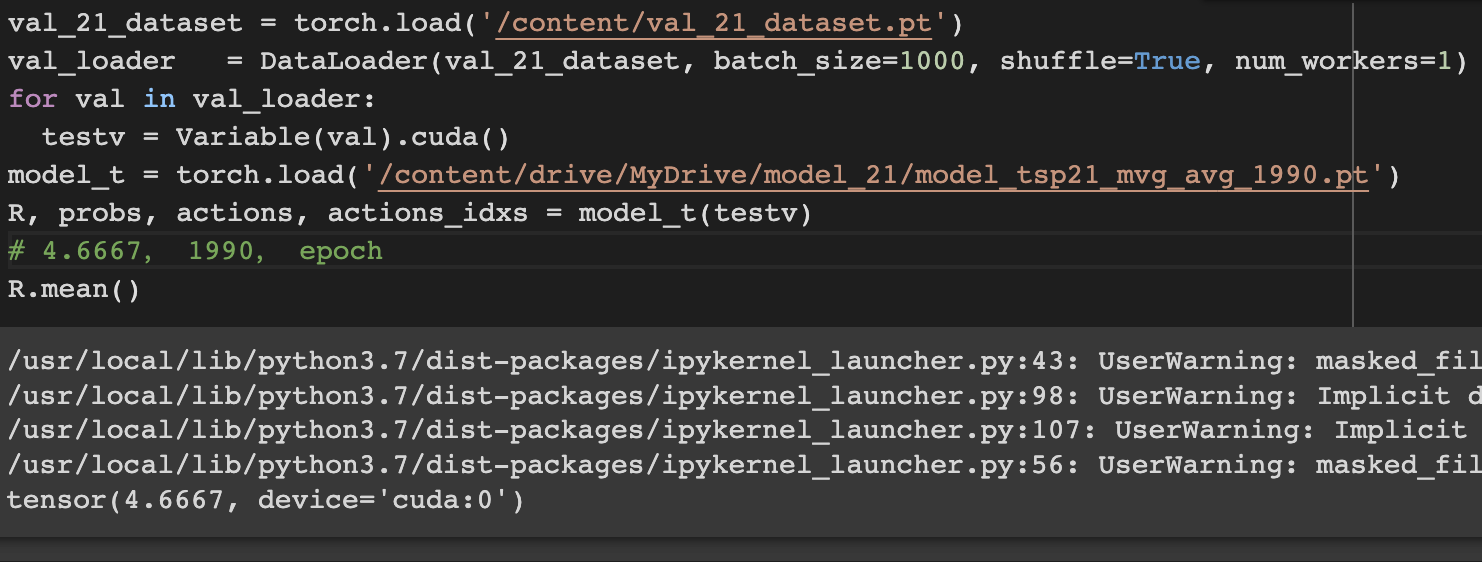 val_21_dataset = torch.load('/content/val_21_dataset.pt')
val_loader   = DataLoader(val_21_dataset, batch_size=1000, shuffle=True, num_workers=1)
for val in val_loader:
  testv = Variable(val).cuda()
model_t = torch.load('/content/drive/MyDrive/model_21/model_tsp21_mvg_avg_1990.pt')
R, probs, actions, actions_idxs = model_t(testv)
# 4.6667,  1990,  epoch
R.mean()
/usr/local/lib/python3.7/dist-packages/ipykernel_launcher.py:43: UserWarning: masked_fil
/usr/local/lib/python3.7/dist-packages/ipykernel_launcher.py:98: UserWarning: Implicit d
/usr/local/lib/python3.7/dist-packages/ipykernel_launcher.py:107: UserWarning: Implicit
/usr/local/lib/python3.7/dist-packages/ipykernel_launcher.py:56: UserWarning: masked_fil
tensor(4.6667, device='cuda:0')